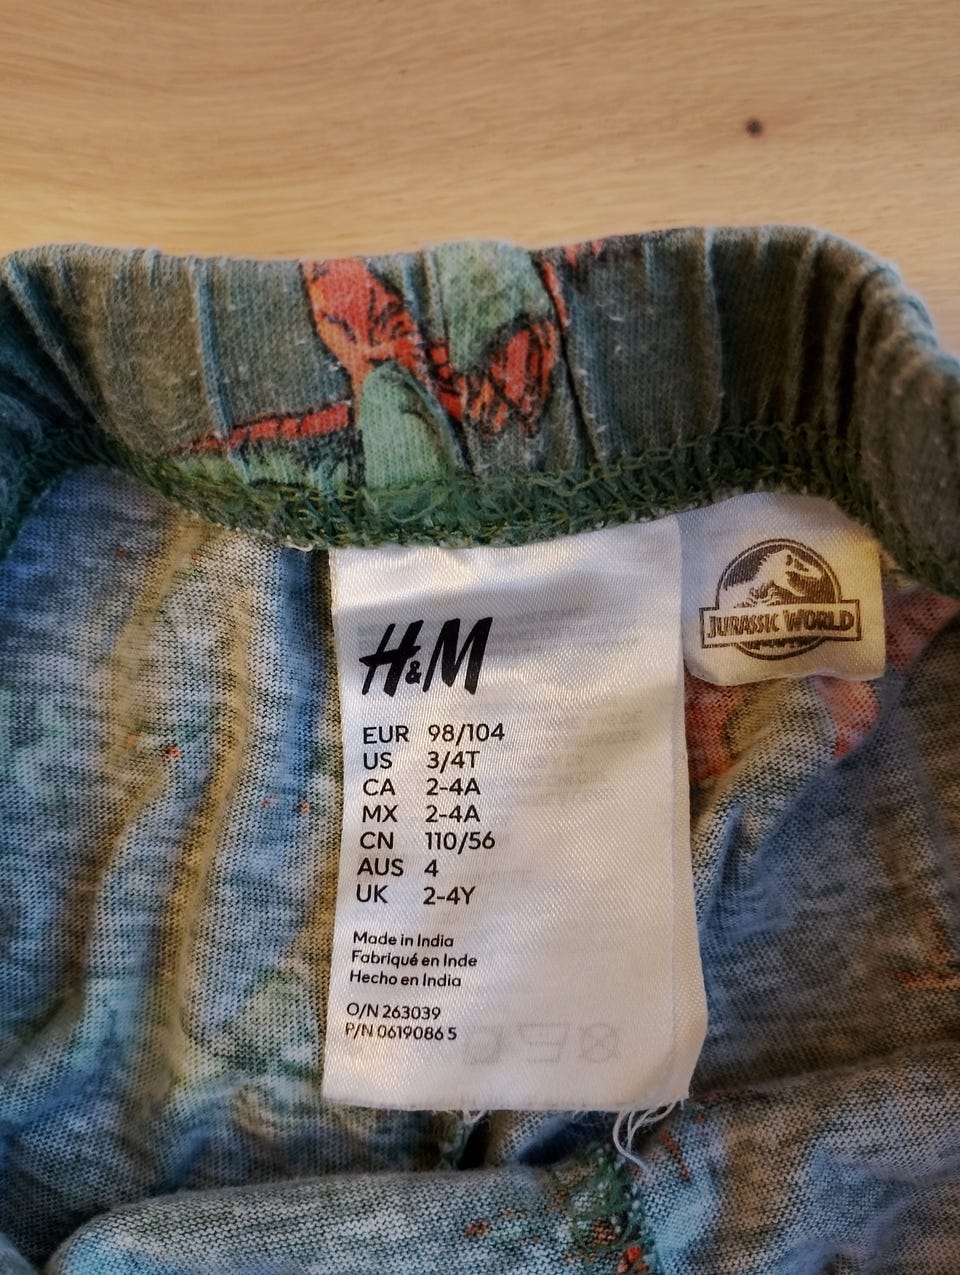 H&M
EUR 98/104
US 3/4T
CA 2-4A
MX 2-4A
CN 110/56
AUS 4
UK 2-4Y
Made in India
Fabriqué en Inde
Hecho en India
O/N 263039
P/N 0619086 5
JURASSIC WORLD